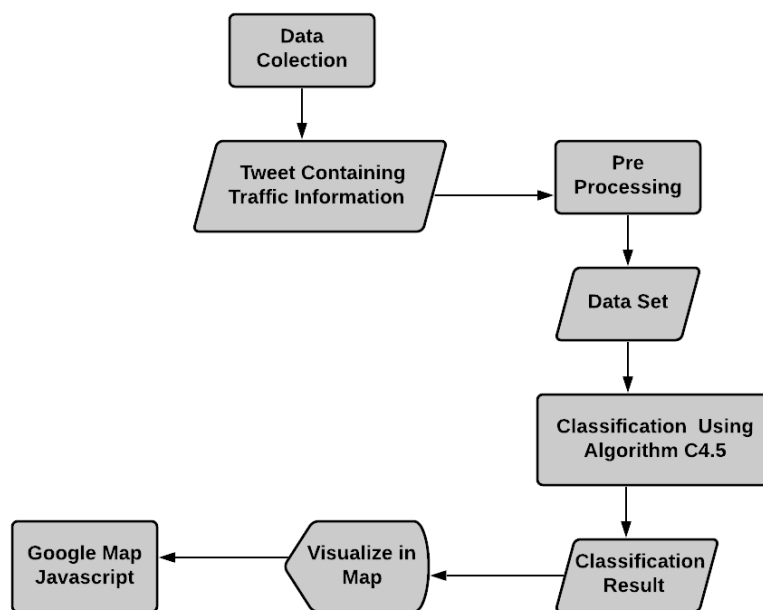 Data
Colection
Tweet Containing
Traffic Information
Pre
Processing
Data Set
Classification Using
Algorithm C4.5
Classification
Result
Visualize in
Map
Google Map
Javascript